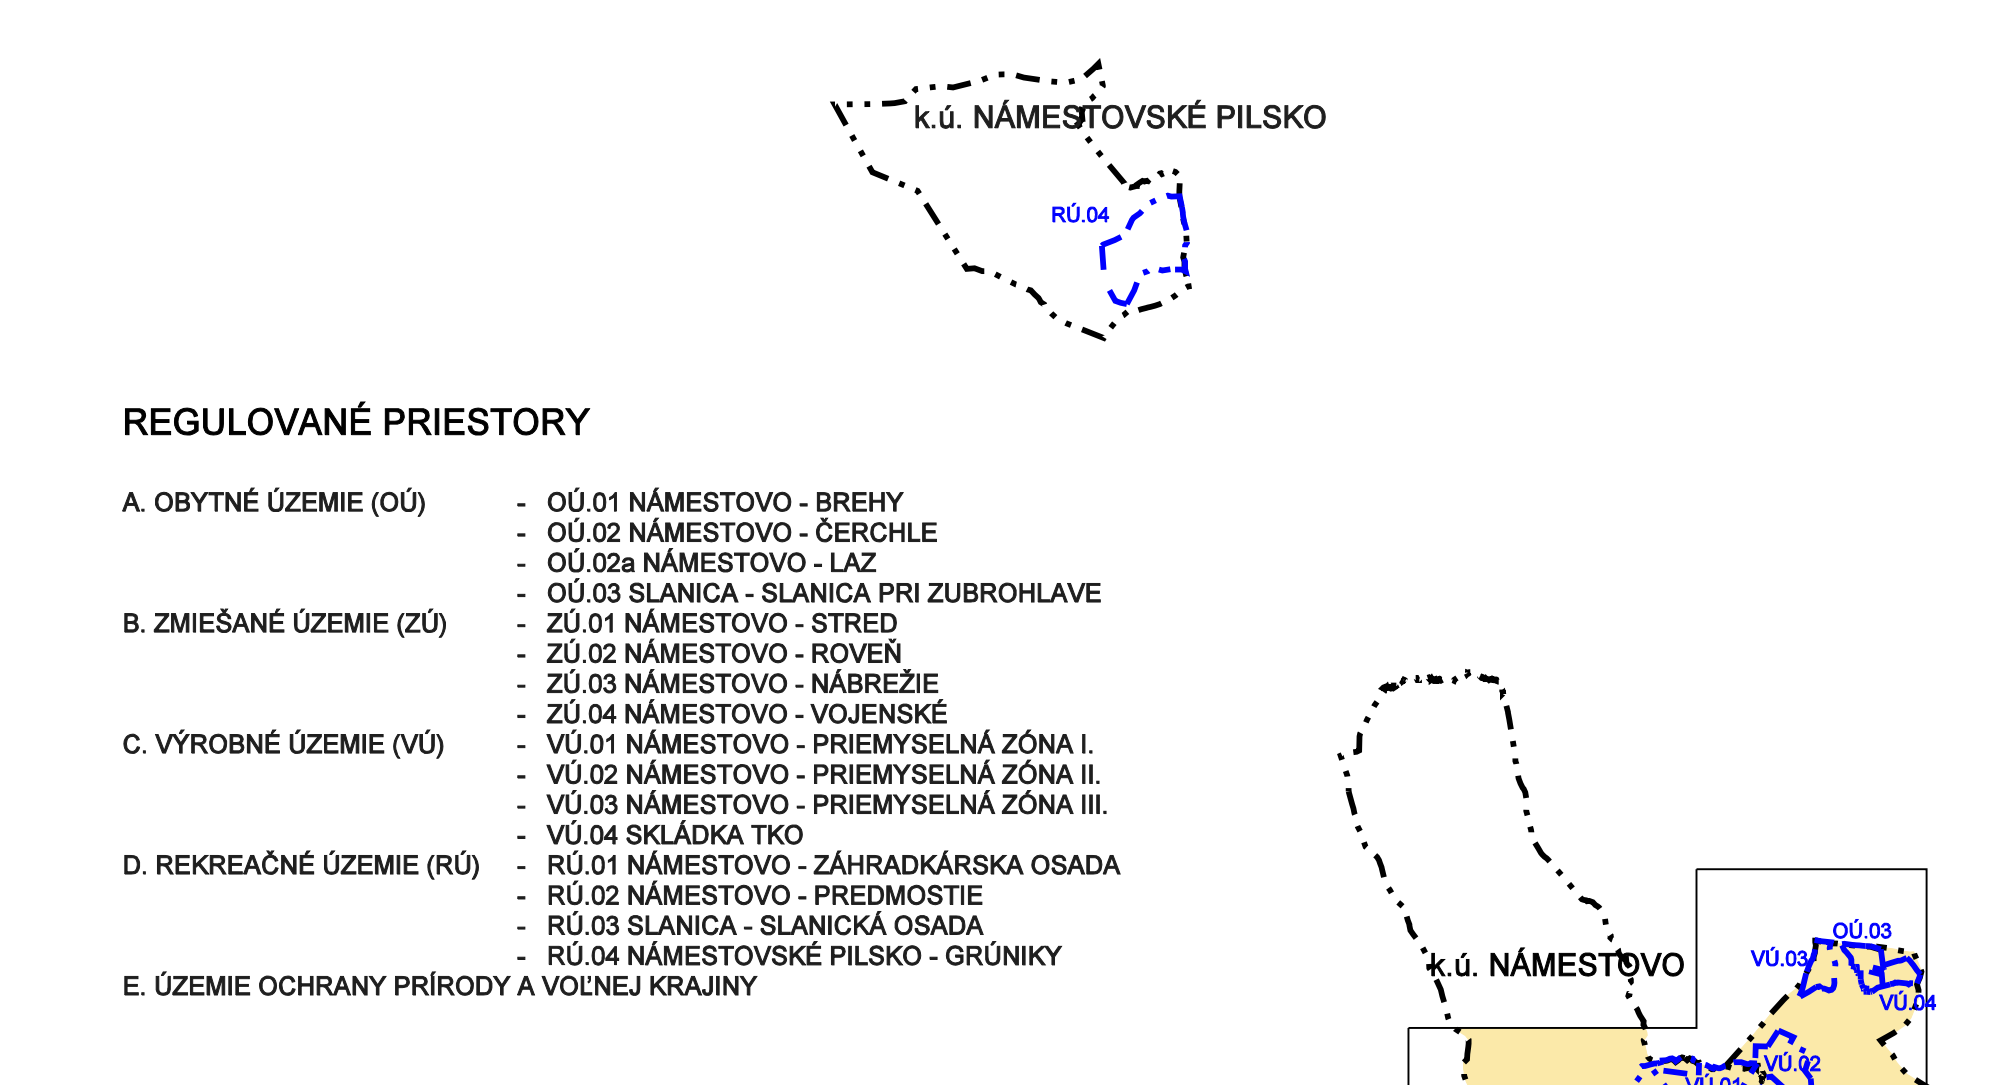 k.ú. NÁMESTOVSKÉ PILSKO
RÚ.04
REGULOVANÉ PRIESTORY
A. OBYTNÉ ÚZEMIE (OÚ) - OÚ.01 NÁMESTOVO - BREHY
- OÚ.02 NÁMESTOVO - ČERCHLE
- OÚ.02a NÁMESTOVO - LAZ
- OÚ.03 SLANICA - SLANICA PRI ZUBROHLAVE
B. ZMIEŠANÉ ÚZEMIE (ZÚ) - ZÚ.01 NÁMESTOVO - STRED
- ZÚ.02 NÁMESTOVO - ROVEŇ
- ZÚ.03 NÁMESTOVO - NÁBREŽIE
- ZÚ.04 NÁMESTOVO - VOJENSKÉ
C. VÝROBNÉ ÚZEMIE (VÚ) - VÚ.01 NÁMESTOVO - PRIEMYSELNÁ ZÓNA I.
- VÚ.02 NÁMESTOVO - PRIEMYSELNÁ ZÓNA II.
- VÚ.03 NÁMESTOVO - PRIEMYSELNÁ ZÓNA III.
- VÚ.04 SKLÁDKA TKO
D. REKREAČNÉ ÚZEMIE (RÚ) - RÚ.01 NÁMESTOVO - ZÁHRADKÁRSKA OSADA
- RÚ.02 NÁMESTOVO - PREDMOSTIE
- RÚ.03 SLANICA - SLANICKÁ OSADA
- RÚ.04 NÁMESTOVSKÉ PILSKO - GRÚNIKY
E. ÚZEMIE OCHRANY PRÍRODY A VOĽNEJ KRAJINY
k.ú. NÁMESTOVO
OÚ.03
VÚ.03
VÚ.04
VÚ.02
VÚ.01